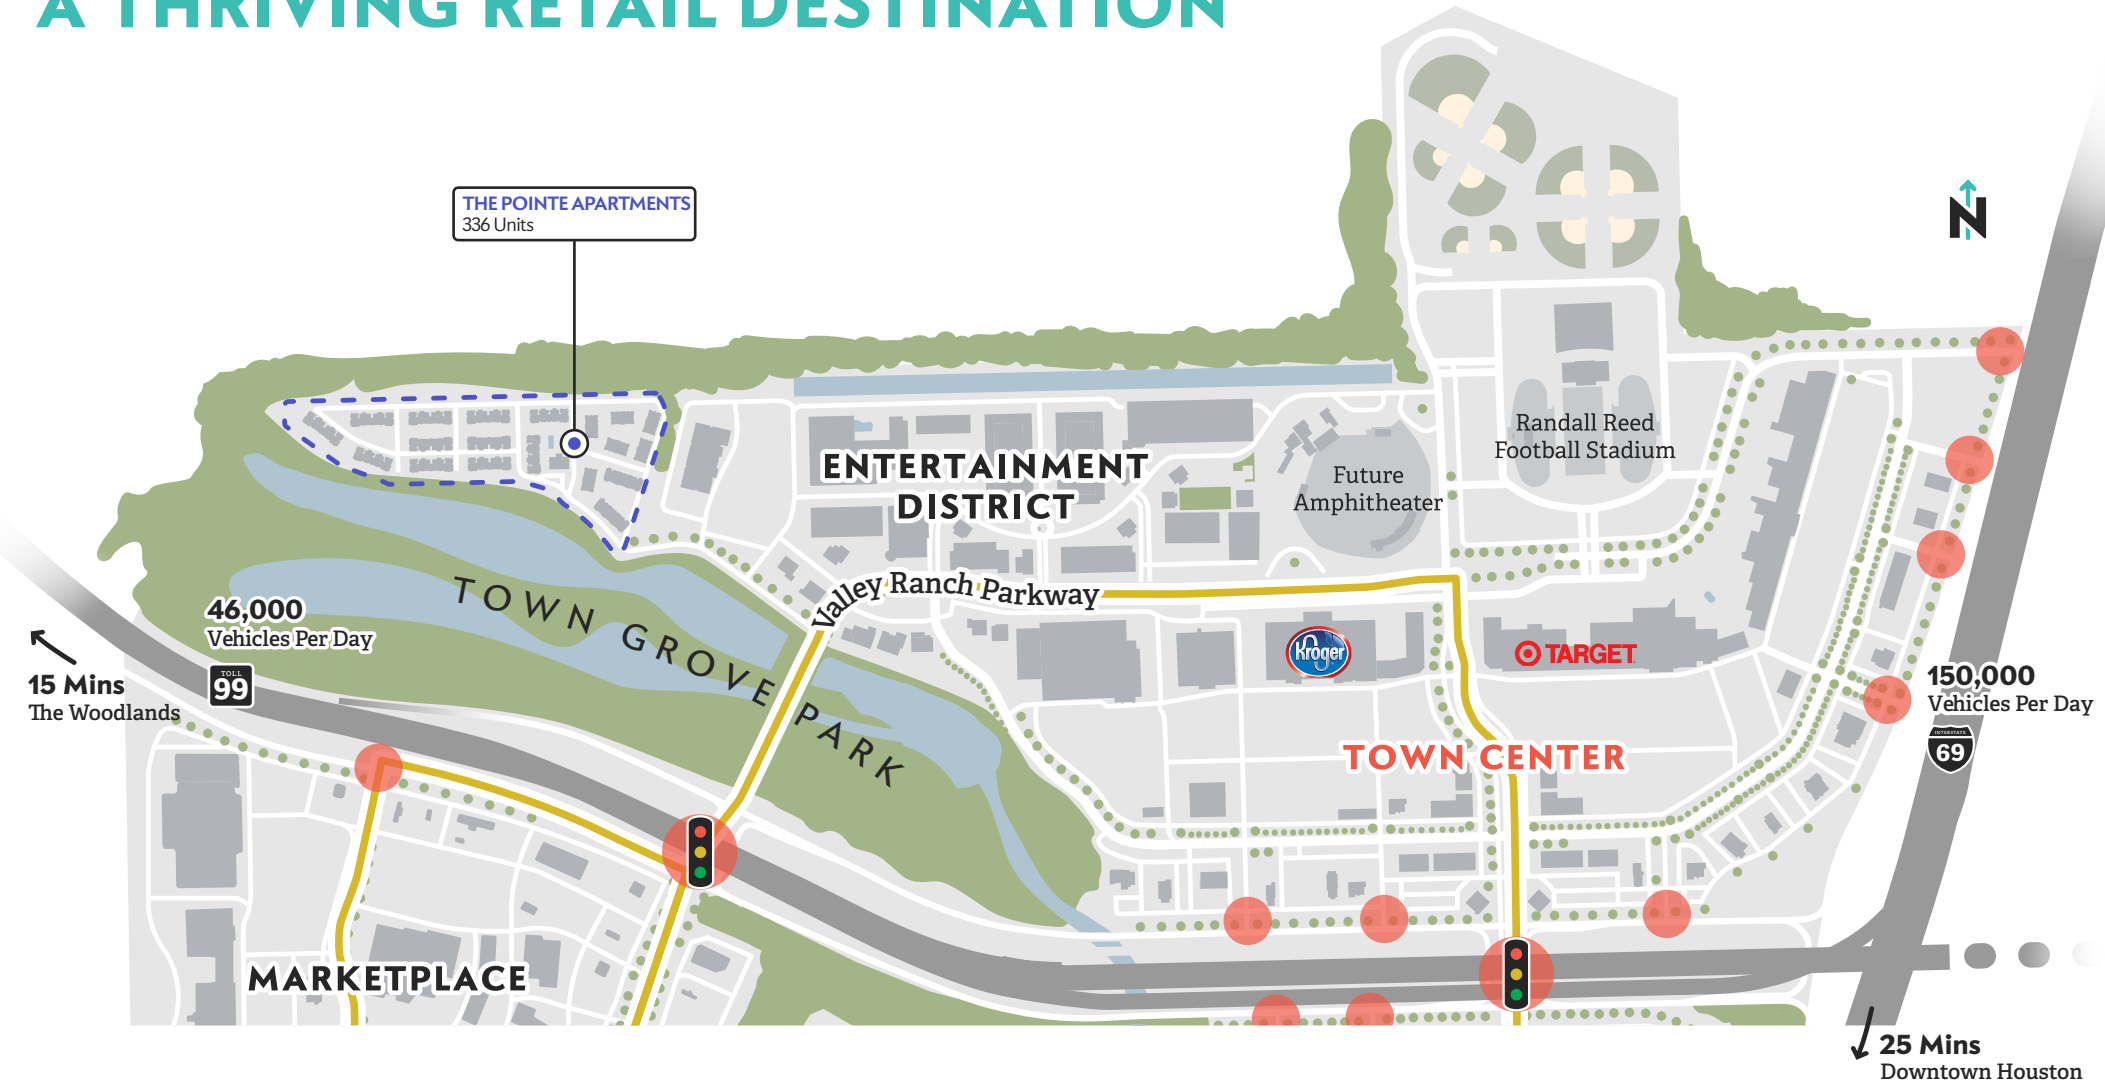 A THRIVING RETAIL DESTINATION
THE POINTE APARTMENTS
336 Units
N
Randall Reed
Football Stadium
ENTERTAINMENT
DISTRICT
Future
Amphitheater
Valley Ranch Parkway
TOWN GROVE PARK
46,000
Vehicles Per Day
TOLL
99
15 Mins
The Woodlands
Kroger
TARGET
150,000
Vehicles Per Day
INTERSTATE
69
TOWN CENTER
MARKETPLACE
25 Mins
Downtown Houston